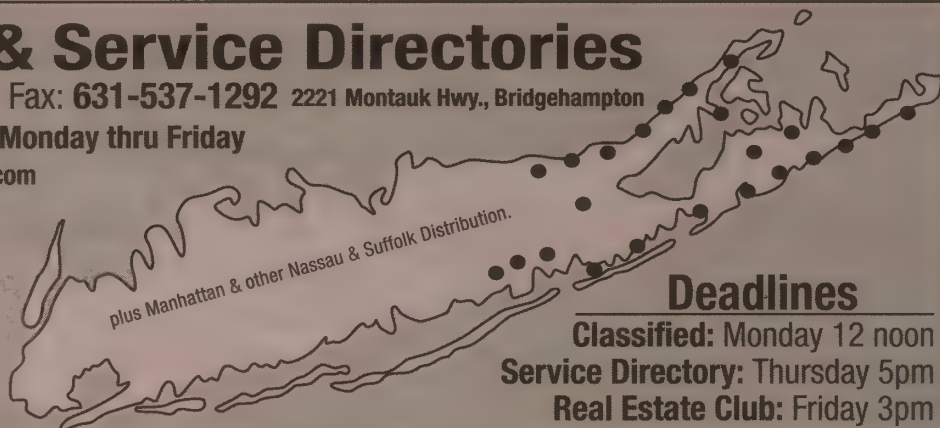 & Service Directories
Fax: 631-537-1292 2221 Montauk Hwy., Bridgehampton
Monday thru Friday
com
plus Manhattan & other Nassau & Suffolk Distribution.
Deadlines
Classified: Monday 12 noon
Service Directory: Thursday 5pm
Real Estate Club: Friday 3pm